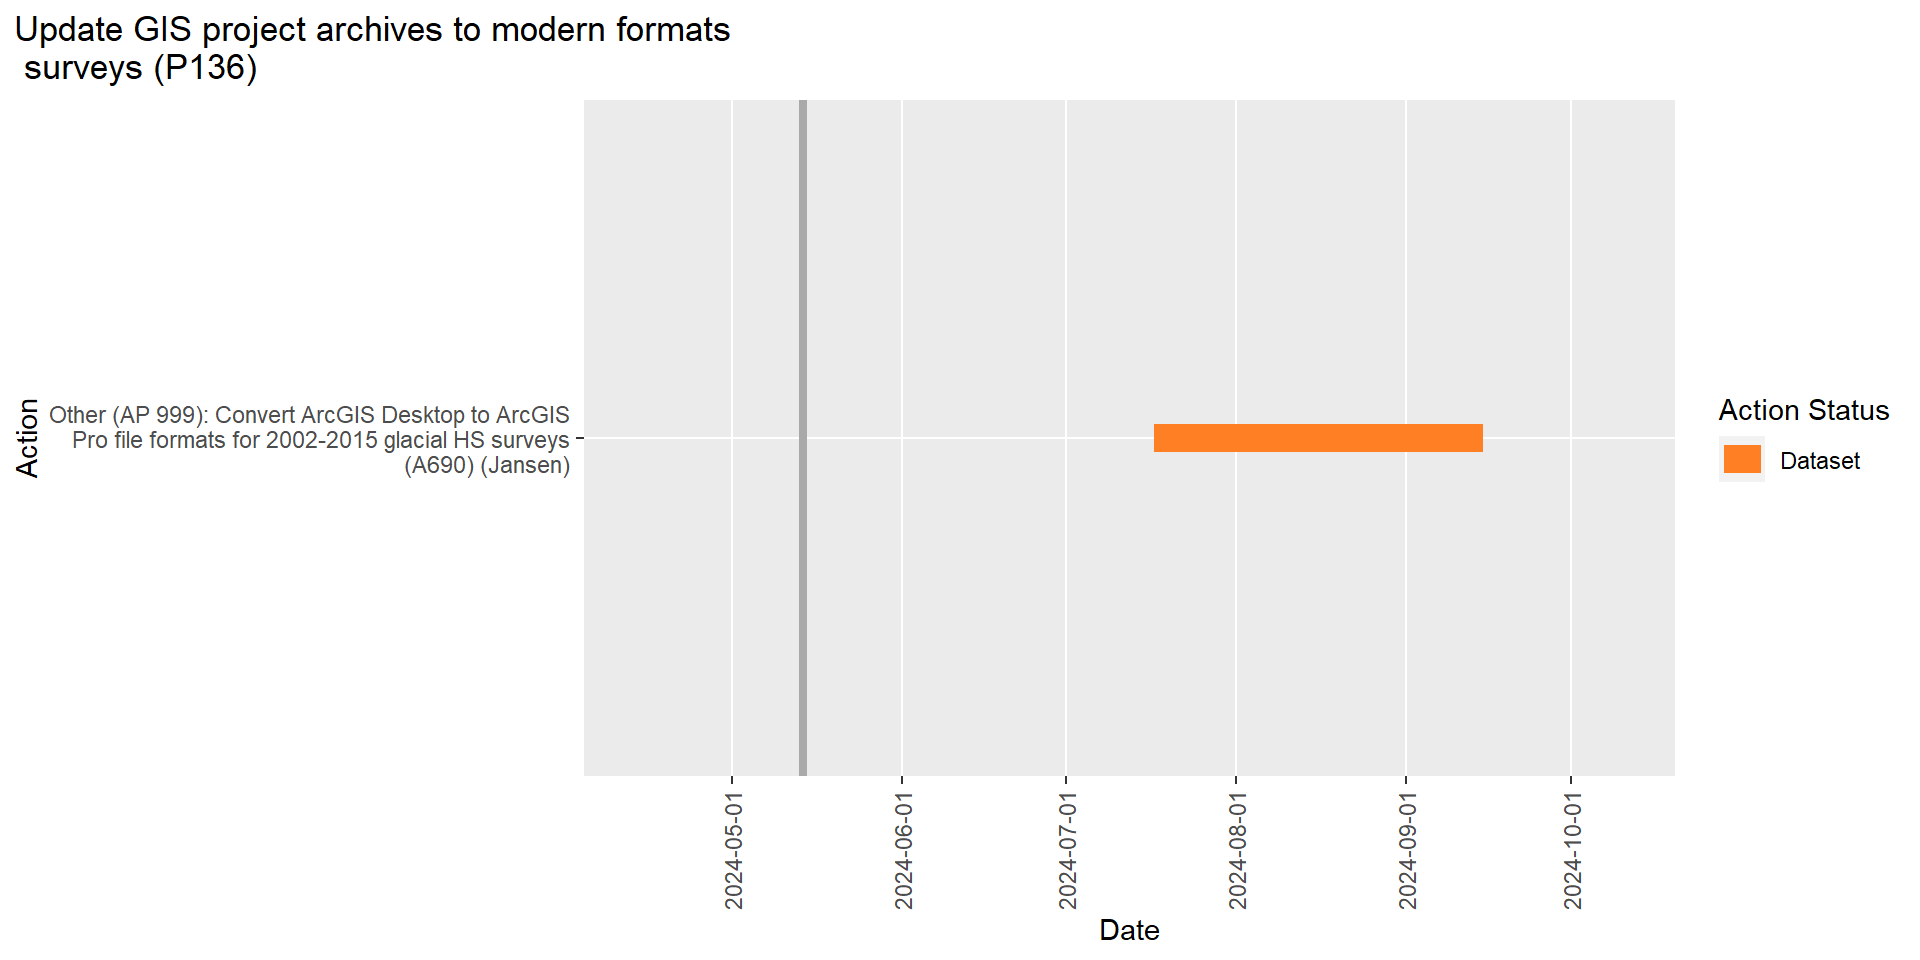 Update GIS project archives to modern formats
surveys (P136)
Action
Other (AP 999): Convert ArcGIS Desktop to ArcGIS
Pro file formats for 2002-2015 glacial HS surveys
(A690) (Jansen)
Action Status
Dataset
2024-05-01
2024-06-01
2024-07-01
2024-08-01
2024-09-01
2024-10-01
Date